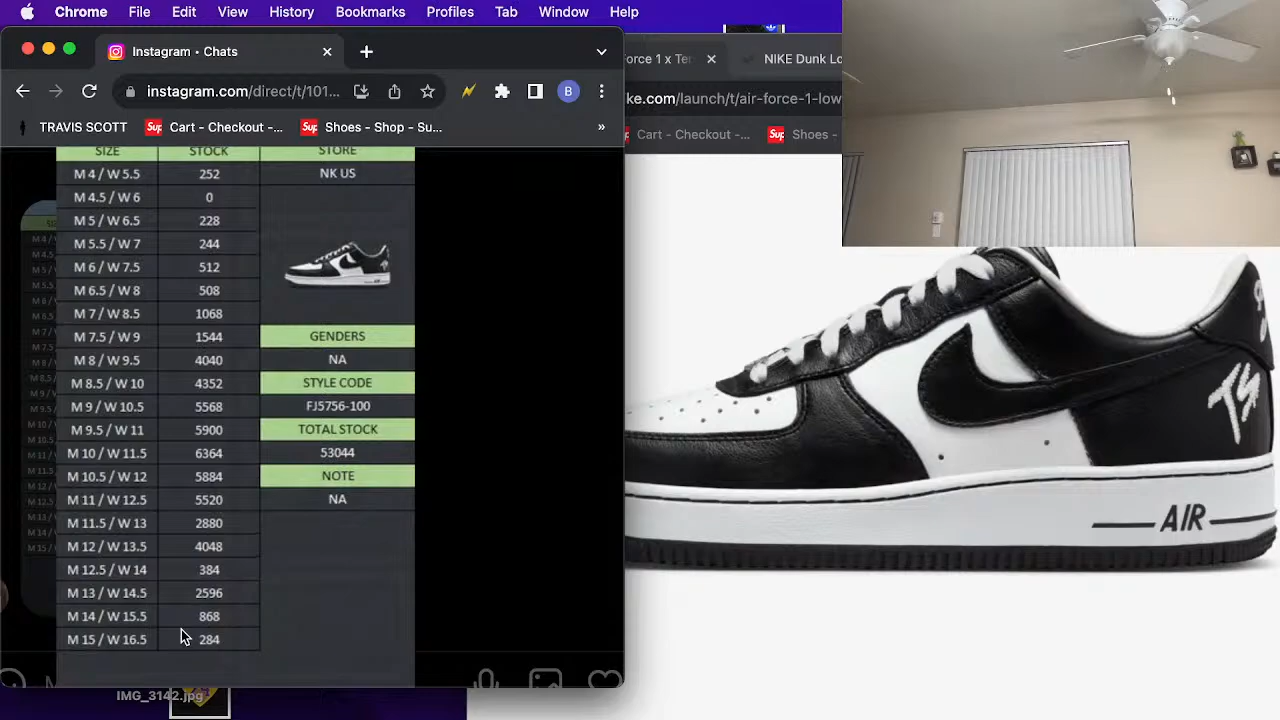 Chrome File Edit View History Bookmarks Profiles Tab Window Help
Instagram • Chats
instagram.com/direct/t/101...
TRAVIS SCOTT
Cart - Checkout -...
Shoes - Shop - Su...
»
orce 1 x Ter
NIKE Dunk Lo
ke.com/launch/t/air-force-1-low
Cart - Checkout -...
Shoes -
SIZE STOCK STORE
M 4 / W 5.5 252 NK US
M 4.5 / W 6 0
M 5 / W 6.5 228
M 5.5 / W 7 244
M 6 / W 7.5 512
M 6.5 / W 8 508
M 7 / W 8.5 1068
M 7.5 / W 9 1544 GENDERS
M 8 / W 9.5 4040 NA
M 8.5 / W 10 4352 STYLE CODE
M 9 / W 10.5 5568 FJ5756-100
M 9.5 / W 11 5900 TOTAL STOCK
M 10 / W 11.5 6364 53044
M 10.5 / W 12 5884 NOTE
M 11 / W 12.5 5520 NA
M 11.5 / W 13 2880
M 12 / W 13.5 4048
M 12.5 / W 14 384
M 13 / W 14.5 2596
M 14 / W 15.5 868
M 15 / W 16.5 284
IMG_3142.jpg
TS
AIR